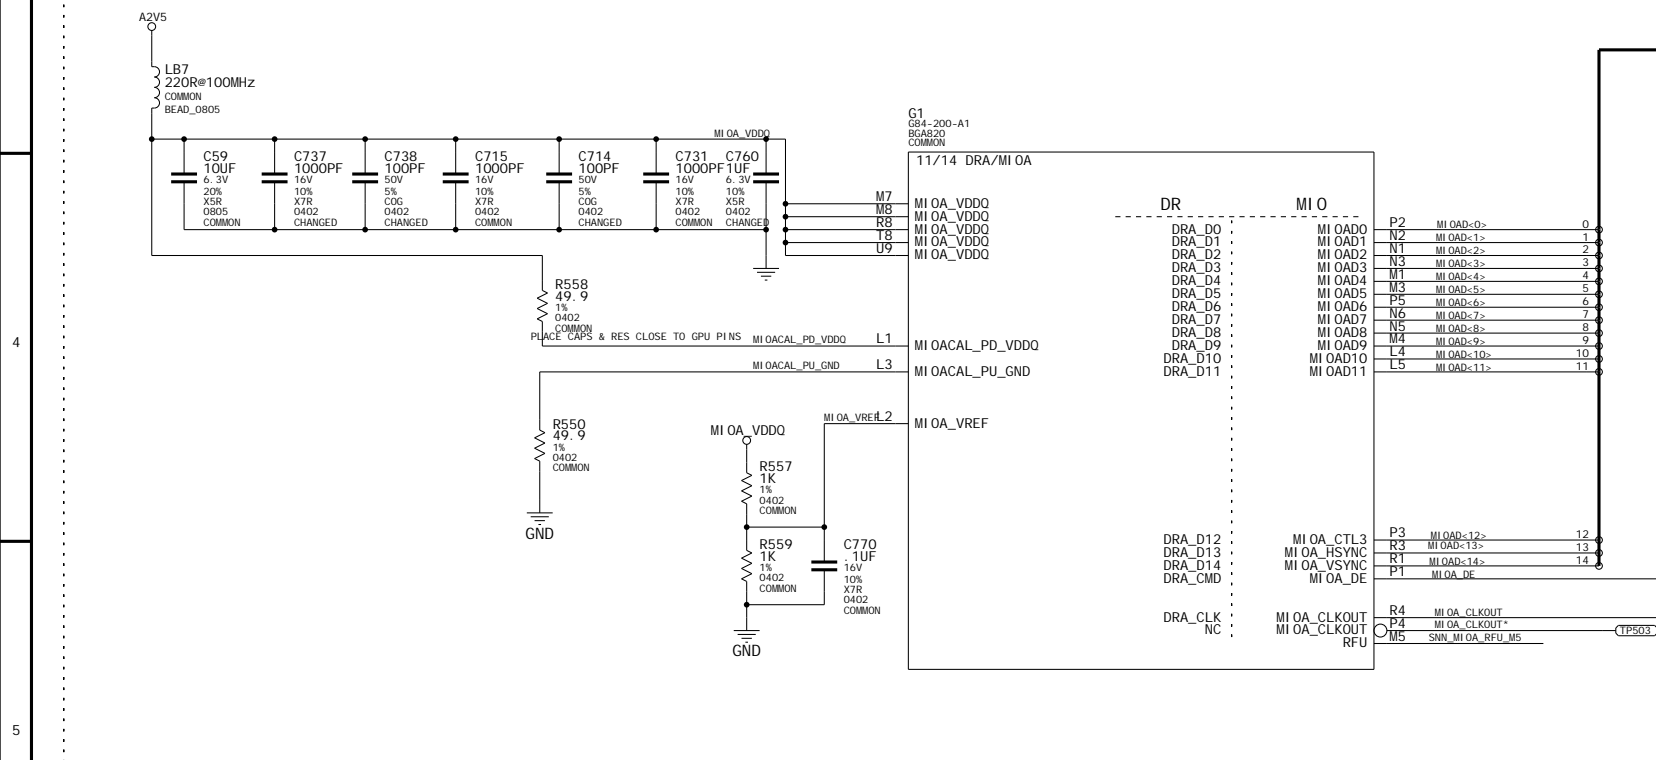 A2V5
LB7
220R@100MHz
COMMON
BEAD_0805
MIOA_VDDQ
C59
10UF
6.3V
20%
X5R
0805
COMMON
C737
1000PF
16V
10%
X7R
0402
CHANGED
C738
100PF
50V
5%
COG
0402
CHANGED
C715
1000PF
16V
10%
X7R
0402
COMMON
C714
100PF
50V
5%
COG
0402
CHANGED
C731
1000PF
16V
10%
X7R
0402
COMMON
C760
1UF
6.3V
10%
X5R
0402
CHANGED
R558
49.9
1%
0402
COMMON
PLACE CAPS & RES CLOSE TO GPU PINS
MIOACAL_PD_VDDQ
MIOACAL_PU_GND
R550
49.9
1%
0402
COMMON
GND
MIOA_VREF
MIOA_VDDQ
R557
1K
1%
0402
COMMON
R559
1K
1%
0402
COMMON
C770
.1UF
16V
10%
X7R
0402
COMMON
GND
G1
G84-200-A1
BGA820
COMMON
11/14 DRA/MIOA
M7 MIOA_VDDQ
M8 MIOA_VDDQ
R8 MIOA_VDDQ
T8 MIOA_VDDQ
U9 MIOA_VDDQ
L1 MIOACAL_PD_VDDQ
L3 MIOACAL_PU_GND
L2 MIOA_VREF
DR MIO
DRA_D0 MIOAD0 P2 MIOAD<0> 0
DRA_D1 MIOAD1 N2 MIOAD<1> 1
DRA_D2 MIOAD2 N1 MIOAD<2> 2
DRA_D3 MIOAD3 N3 MIOAD<3> 3
DRA_D4 MIOAD4 M1 MIOAD<4> 4
DRA_D5 MIOAD5 M3 MIOAD<5> 5
DRA_D6 MIOAD6 P5 MIOAD<6> 6
DRA_D7 MIOAD7 N6 MIOAD<7> 7
DRA_D8 MIOAD8 N5 MIOAD<8> 8
DRA_D9 MIOAD9 M4 MIOAD<9> 9
DRA_D10 MIOAD10 L4 MIOAD<10> 10
DRA_D11 MIOAD11 L5 MIOAD<11> 11
DRA_D12 MIOA_CTL3 P3 MIOAD<12> 12
DRA_D13 MIOA_HSYNC R3 MIOAD<13> 13
DRA_D14 MIOA_VSYNC R1 MIOAD<14> 14
DRA_CMD MIOA_DE P1 MIOA_DE
DRA_CLK MIOA_CLKOUT R4 MIOA_CLKOUT
NC MIOA_CLKOUT P4 MIOA_CLKOUT* TP503
RFU M5 SNN_MIOA_RFU_M5
4
5